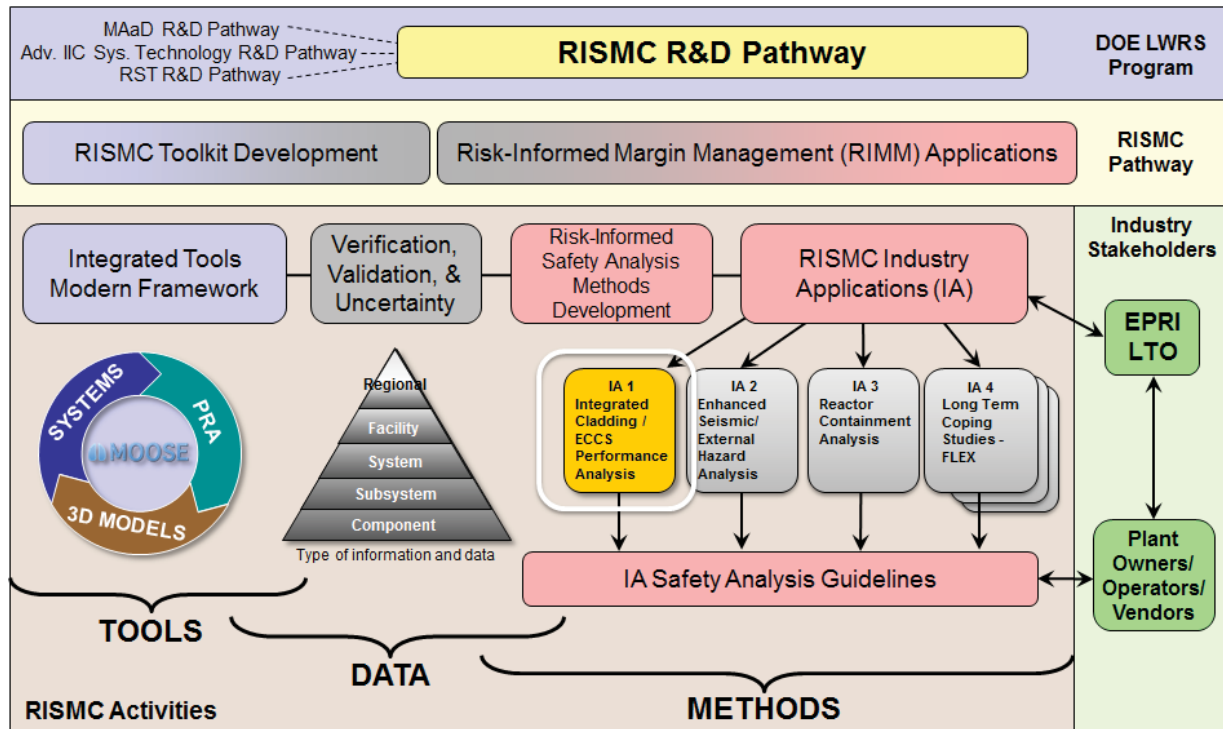 MAaD R&D Pathway
Adv. IIC Sys. Technology R&D Pathway
RST R&D Pathway
RISMC R&D Pathway
DOE LWRS
Program
RISMC Toolkit Development
Risk-Informed Margin Management (RIMM) Applications
RISMC
Pathway
Integrated Tools
Modern Framework
Verification,
Validation, &
Uncertainty
Risk-Informed
Safety Analysis
Methods
Development
RISMC Industry
Applications (IA)
Industry
Stakeholders
EPRI
LTO
SYSTEMS
PRA
MOOSE
3D MODELS
Regional
Facility
System
Subsystem
Component
Type of information and data
IA 1
Integrated
Cladding /
ECCS
Performance
Analysis
IA 2
Enhanced
Seismic/
External
Hazard
Analysis
IA 3
Reactor
Containment
Analysis
IA 4
Long Term
Coping
Studies -
FLEX
IA Safety Analysis Guidelines
Plant
Owners/
Operators/
Vendors
TOOLS
DATA
METHODS
RISMC Activities